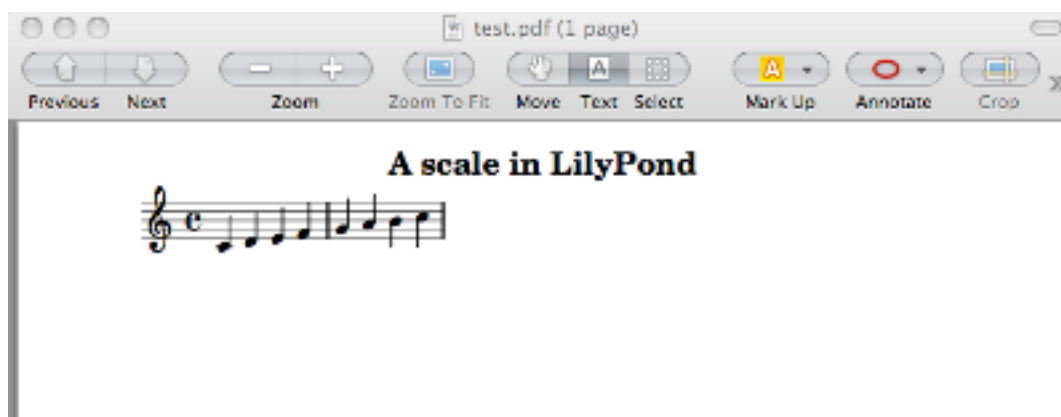 test.pdf (1 page)
Previous Next Zoom Zoom To Fit Move Text Select Mark Up Annotate Crop
A scale in LilyPond